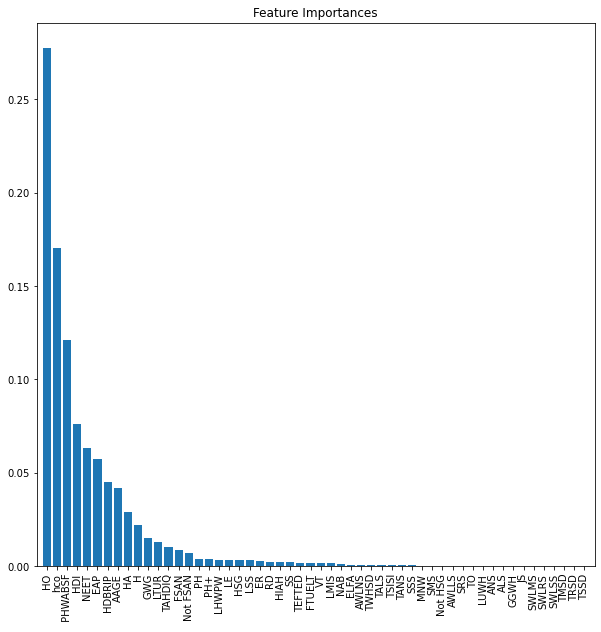 Feature Importances
0.25
0.20
0.15
0.10
0.05
0.00
HO
hco
PHWABSF
HDI
NEET
EAP
HDBRIP
AAGE
HA
H
GWG
LTUR
TAHDIQ
FSAN
Not FSAN
PH
PH+
LHWPW
LE
HSG
LSS
ER
RD
HIAH
SS
TEFTED
FTUELT
VT
LMIS
NAB
ELFA
AWLNS
TWHSD
TALS
TSISI
TANS
SSS
MNW
SMS
Not HSG
AWLLS
SRS
TO
LUWH
ANS
ALS
GGWH
JS
SWLMS
SWLRS
SWLSS
TMSD
TRSD
TSSD